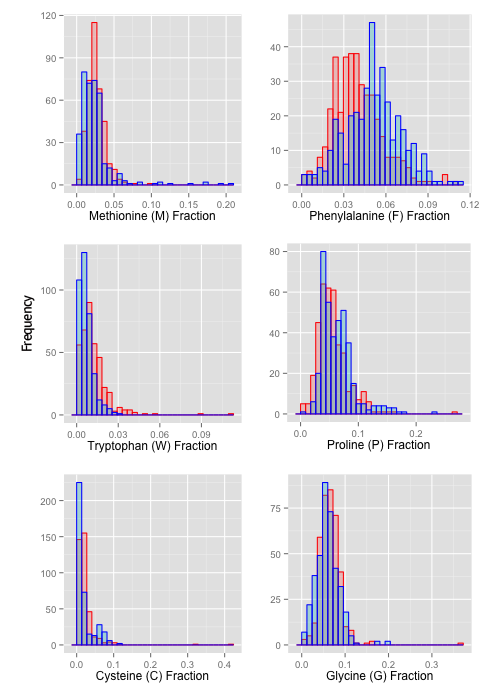 120
90
60
30
0
0.00 0.05 0.10 0.15 0.20
Methionine (M) Fraction
40
30
20
10
0
0.00 0.03 0.06 0.09 0.12
Phenylalanine (F) Fraction
Frequency
100
50
0
0.00 0.03 0.06 0.09
Tryptophan (W) Fraction
80
60
40
20
0
0.0 0.1 0.2
Proline (P) Fraction
200
150
100
50
0
0.0 0.1 0.2 0.3 0.4
Cysteine (C) Fraction
75
50
25
0
0.0 0.1 0.2 0.3
Glycine (G) Fraction